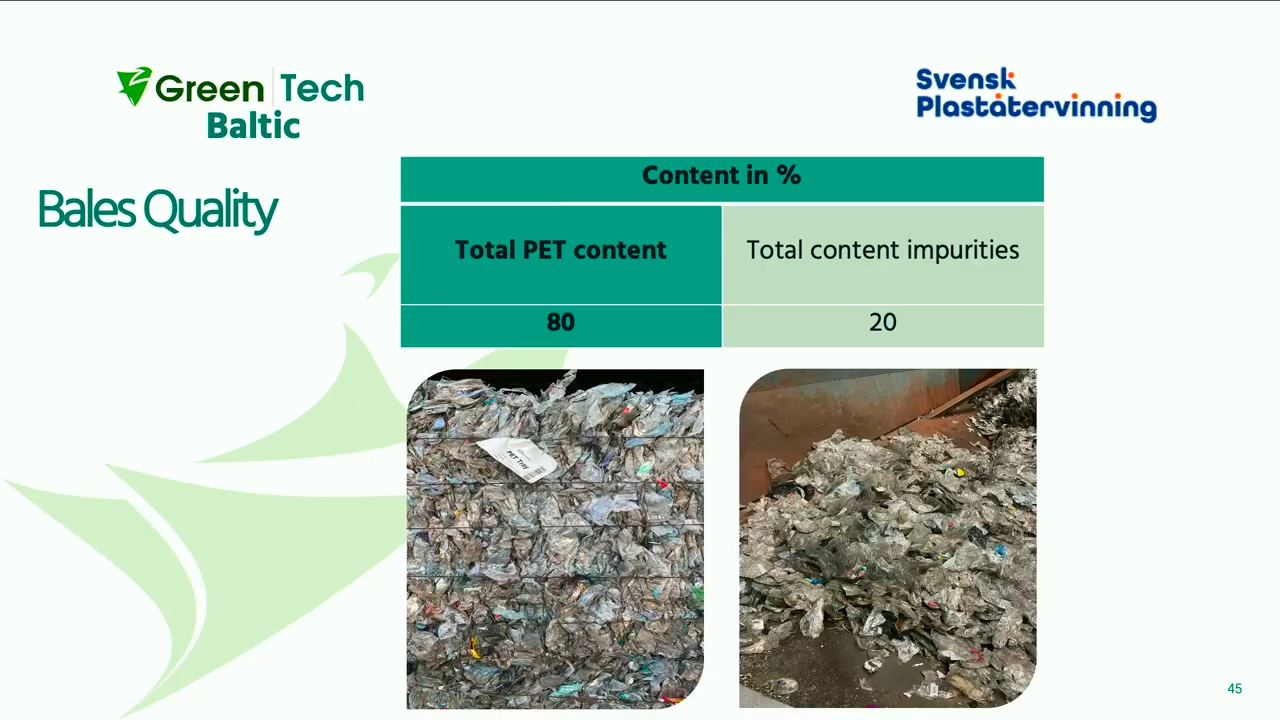 Green Tech
Baltic
Svensk
Plaståtervinning
Bales Quality
Content in %
Total PET content
Total content impurities
80
20
PET Tray
45